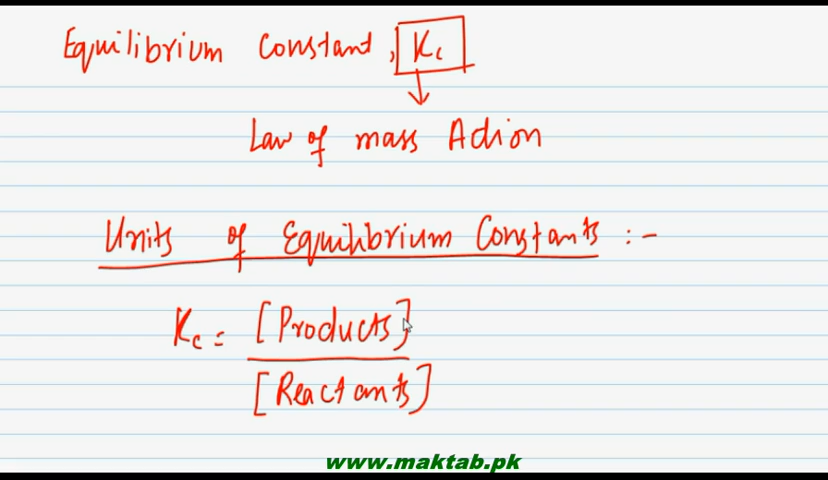 Equilibrium Constant, Kc
Law of mass Action
Units of Equilibrium Constants :-
Kc = [Products]
[Reactants]
www.maktab.pk